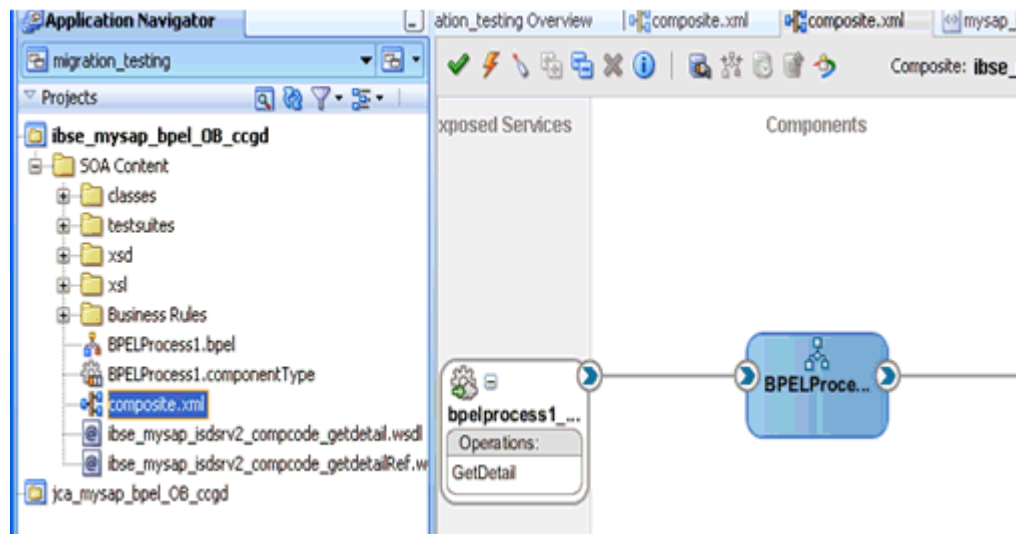 Application Navigator
ation_testing Overview
composite.xml
composite.xml
mysap_i
migration_testing
Composite: ibse_
Projects
xposed Services
Components
ibse_mysap_bpel_OB_ccgd
SOA Content
classes
testsuites
xsd
xsl
Business Rules
BPELProcess1.bpel
BPELProcess1.componentType
composite.xml
ibse_mysap_isdsrv2_compcode_getdetail.wsdl
ibse_mysap_isdsrv2_compcode_getdetailRef.w
jca_mysap_bpel_OB_ccgd
bpelprocess1_...
Operations:
GetDetail
BPELProce...